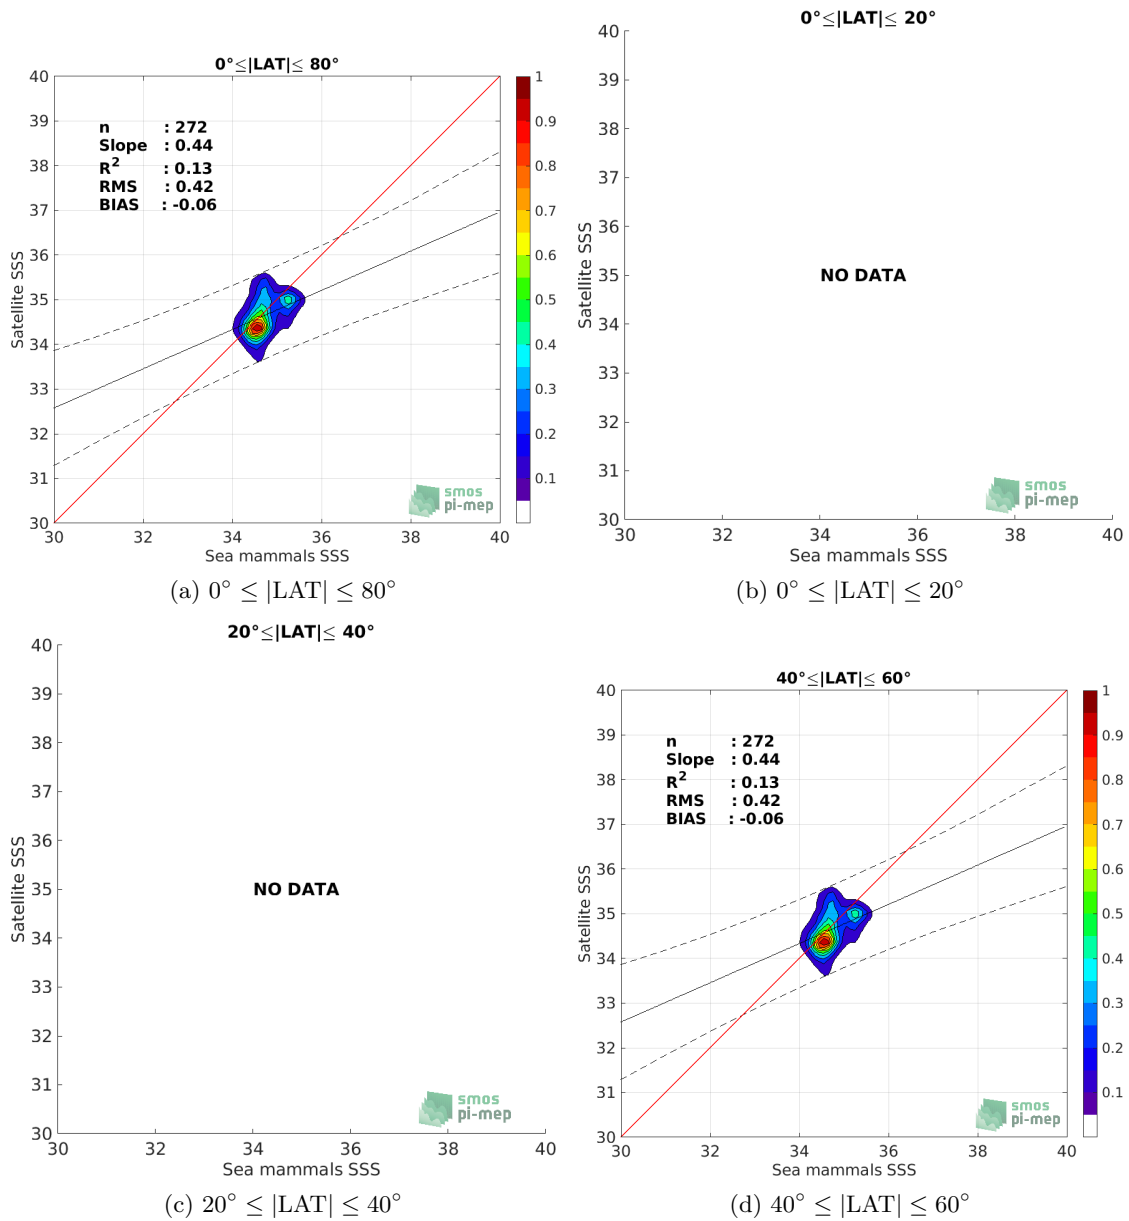 0°≤|LAT|≤ 80°
40
39
38
37
36
35
34
33
32
31
30
n : 272
Slope : 0.44
R² : 0.13
RMS : 0.42
BIAS : -0.06
Satellite SSS
30 32 34 36 38 40
Sea mammals SSS
1
0.9
0.8
0.7
0.6
0.5
0.4
0.3
0.2
0.1
smos
pi-mep
(a) 0° ≤ |LAT| ≤ 80°
0°≤|LAT|≤ 20°
40
39
38
37
36
35
34
33
32
31
30
Satellite SSS
NO DATA
smos
pi-mep
30 32 34 36 38 40
Sea mammals SSS
(b) 0° ≤ |LAT| ≤ 20°
20°≤|LAT|≤ 40°
40
39
38
37
36
35
34
33
32
31
30
Satellite SSS
NO DATA
smos
pi-mep
30 32 34 36 38 40
Sea mammals SSS
(c) 20° ≤ |LAT| ≤ 40°
40°≤|LAT|≤ 60°
40
39
38
37
36
35
34
33
32
31
30
n : 272
Slope : 0.44
R² : 0.13
RMS : 0.42
BIAS : -0.06
Satellite SSS
30 32 34 36 38 40
Sea mammals SSS
1
0.9
0.8
0.7
0.6
0.5
0.4
0.3
0.2
0.1
smos
pi-mep
(d) 40° ≤ |LAT| ≤ 60°